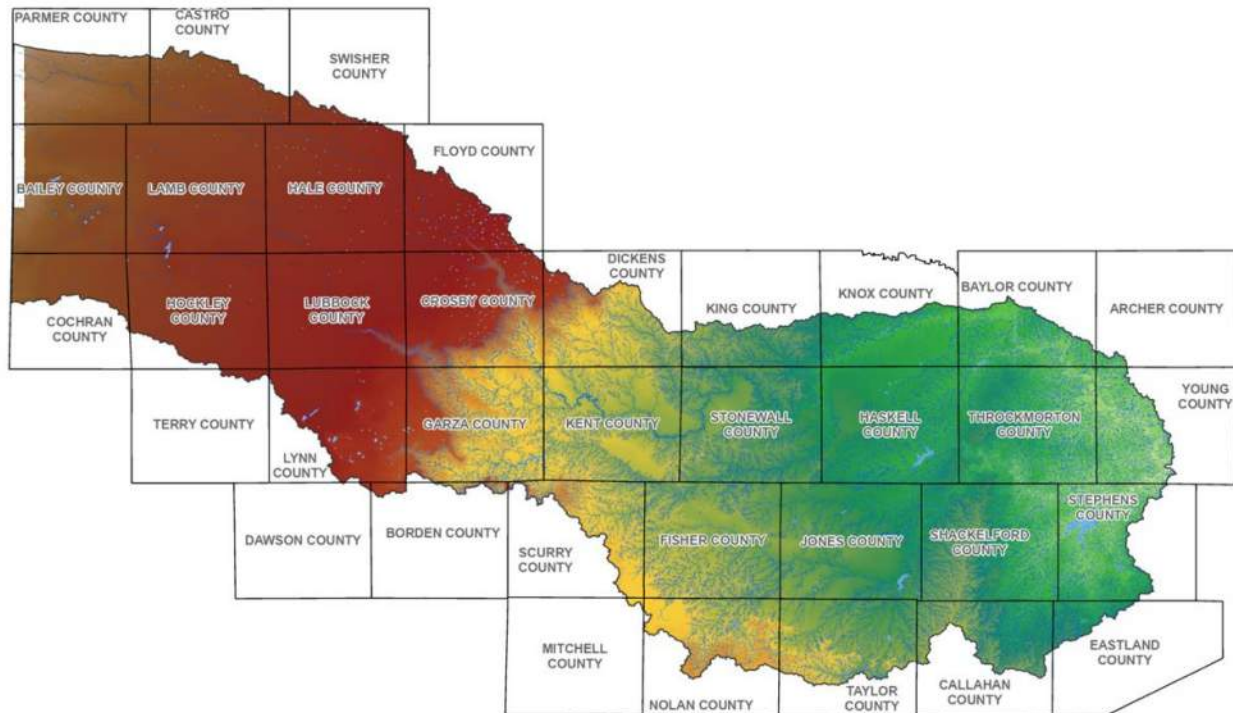 PARMER COUNTY
CASTRO
COUNTY
SWISHER
COUNTY
FLOYD COUNTY
BAILEY COUNTY
LAMB COUNTY
HALE COUNTY
DICKENS
COUNTY
KING COUNTY
KNOX COUNTY
BAYLOR COUNTY
ARCHER COUNTY
COCHRAN
COUNTY
HOCKLEY
COUNTY
LUBBOCK
COUNTY
CROSBY COUNTY
TERRY COUNTY
LYNN
COUNTY
GARZA COUNTY
KENT COUNTY
STONEWALL
COUNTY
HASKELL
COUNTY
THROCKMORTON
COUNTY
YOUNG
COUNTY
DAWSON COUNTY
BORDEN COUNTY
SCURRY
COUNTY
FISHER COUNTY
JONES COUNTY
SHACKELFORD
COUNTY
STEPHENS
COUNTY
MITCHELL
COUNTY
NOLAN COUNTY
TAYLOR
COUNTY
CALLAHAN
COUNTY
EASTLAND
COUNTY